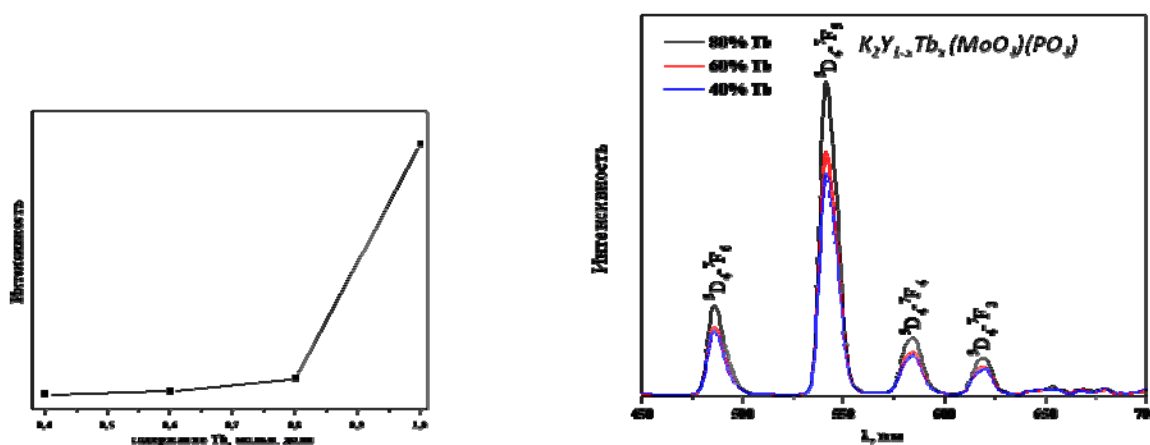 Интенсивность
0,4 0,5 0,6 0,7 0,8 0,9 1,0
содержание Tb, мольн. доли
80% Tb
60% Tb
40% Tb
K₂Y₁₋ₓTbₓ(MoO₄)(PO₄)
⁵D₄-⁷F₆
⁵D₄-⁷F₅
⁵D₄-⁷F₄
⁵D₄-⁷F₃
Интенсивность
450 500 550 600 650 700
λ, nm